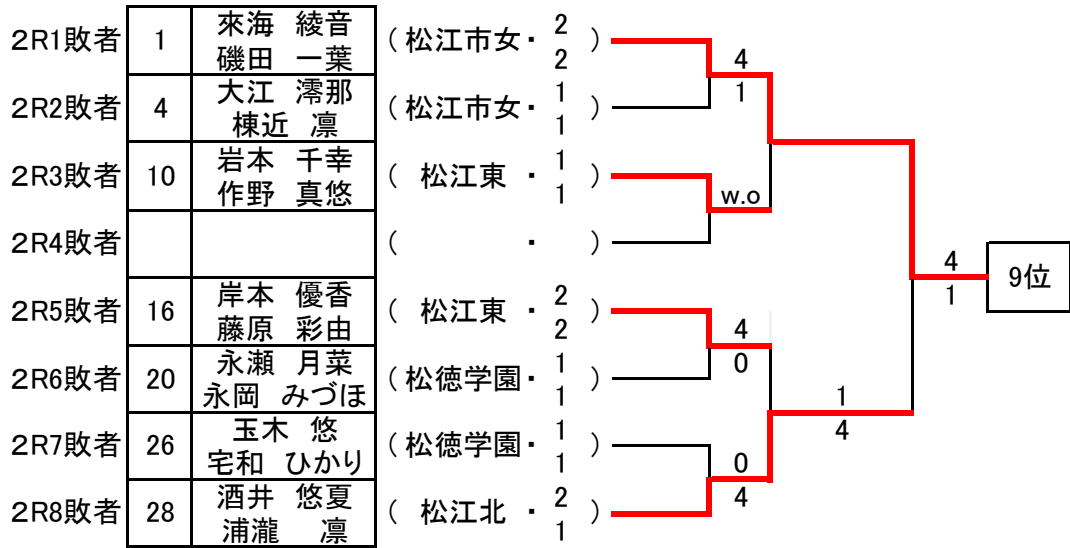 2R1敗者 1 來海 綾音 磯田 一葉 (松江市女・2 2)
2R2敗者 4 大江 澪那 棟近 凛 (松江市女・1 1)
4 1
2R3敗者 10 岩本 千幸 作野 真悠 (松江東・1 1)
w.o
2R4敗者 (・)
4 1
9位
2R5敗者 16 岸本 優香 藤原 彩由 (松江東・2 2)
2R6敗者 20 永瀬 月菜 永岡 みづほ (松徳学園・1 1)
4 0
1 4
2R7敗者 26 玉木 悠 宅和 ひかり (松徳学園・1 1)
2R8敗者 28 酒井 悠夏 浦瀧 凛 (松江北・2 1)
0 4